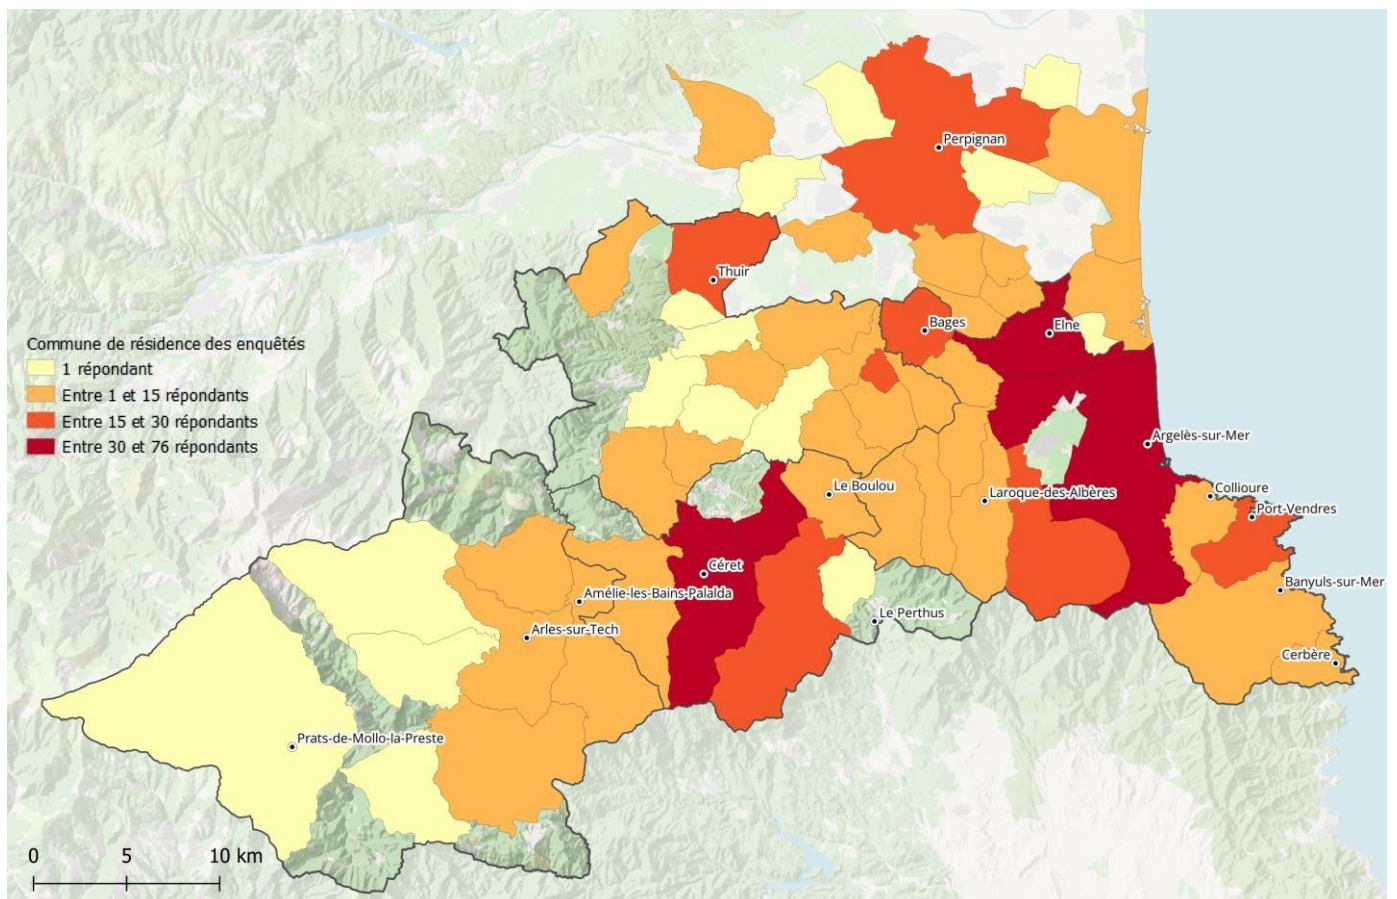 Perpignan
Thuir
Bages
Elne
Commune de résidence des enquêtés
1 répondant
Entre 1 et 15 répondants
Entre 15 et 30 répondants
Entre 30 et 76 répondants
Argelès-sur-Mer
Le Boulou
Laroque-des-Albères
Collioure
Port-Vendres
Céret
Banyuls-sur-Mer
Amélie-les-Bains-Palalda
Le Perthus
Arles-sur-Tech
Cerbère
Prats-de-Mollo-la-Preste
0 5 10 km